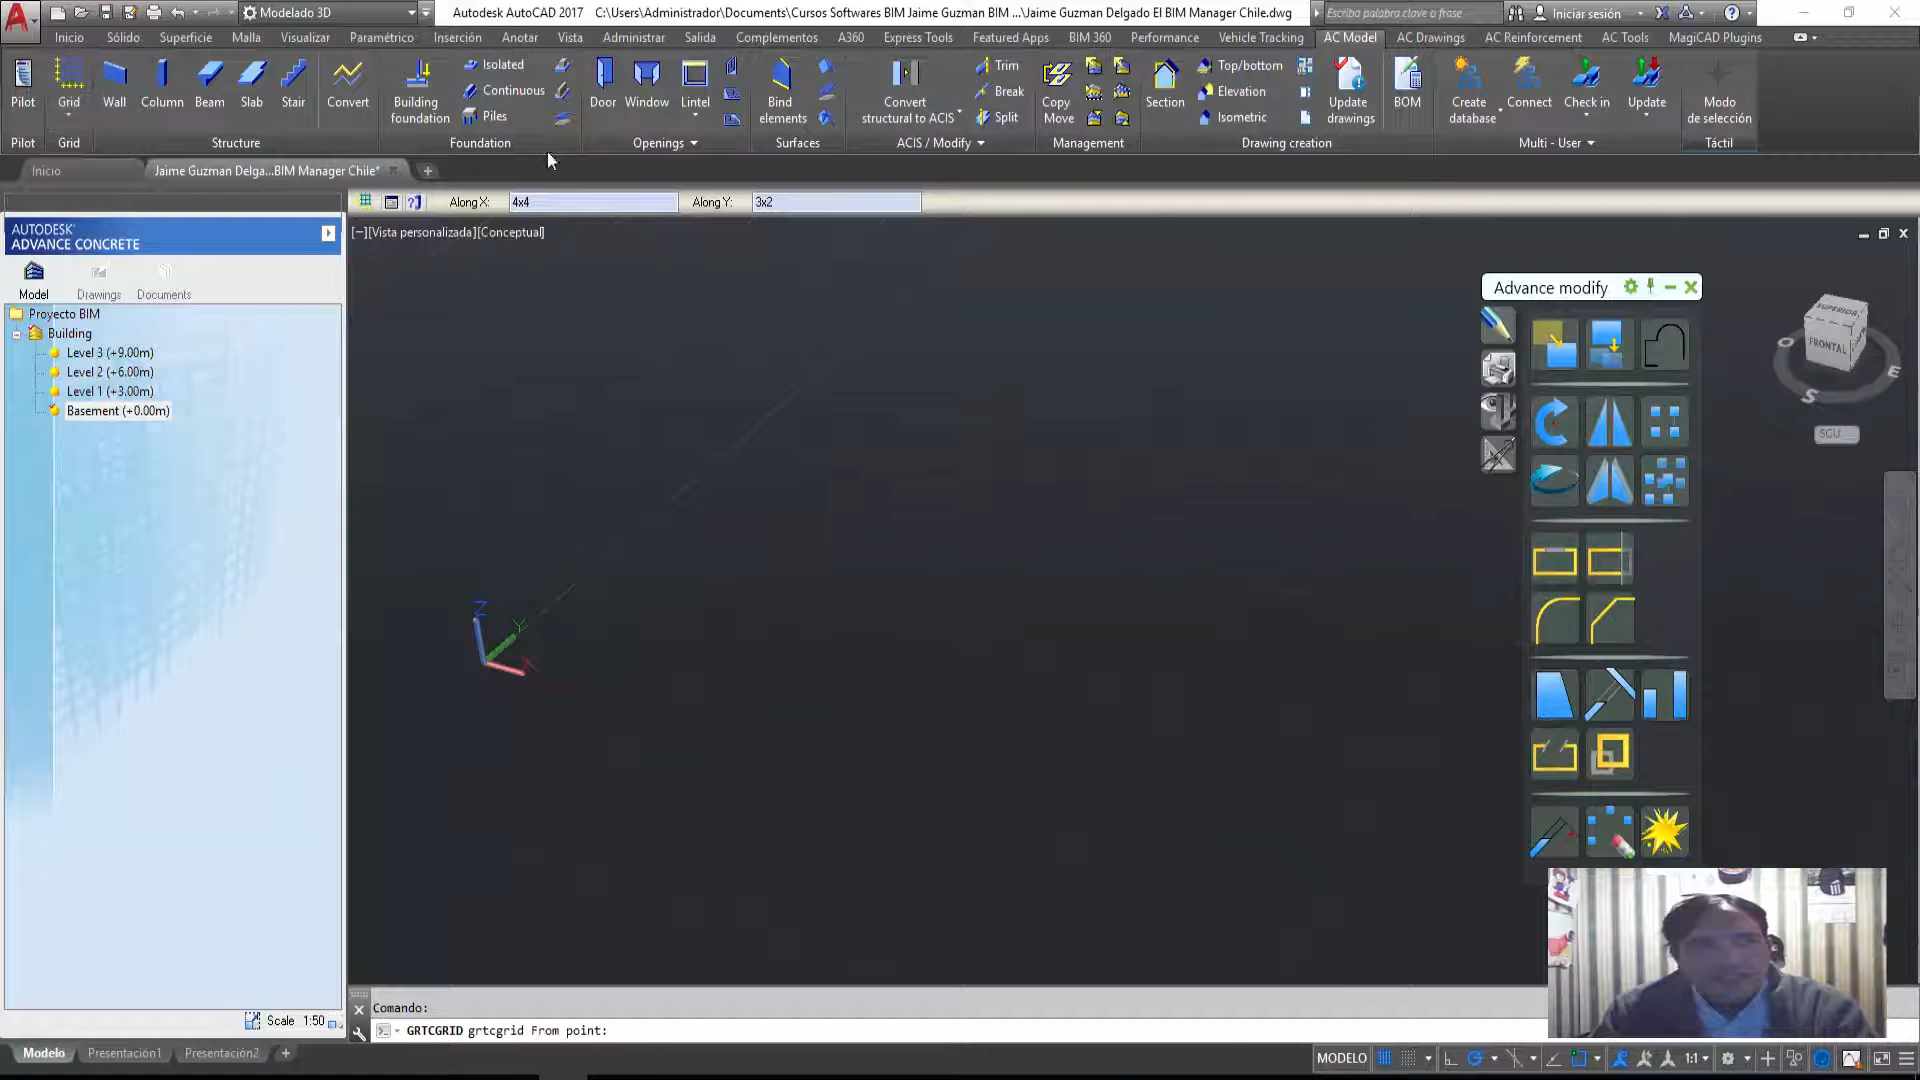 Modelado 3D
Autodesk AutoCAD 2017 C:\Users\Administrador\Documents\Cursos Softwares BIM Jaime Guzman BIM ...\Jaime Guzman Delgado El BIM Manager Chile.dwg
Escriba palabra clave o frase
Iniciar sesión
Inicio Sólido Superficie Malla Visualizar Paramétrico Inserción Anotar Vista Administrar Salida Complementos A360 Express Tools Featured Apps BIM 360 Performance Vehicle Tracking AC Model AC Drawings AC Reinforcement AC Tools MagiCAD Plugins
Isolated
Continuous
Piles
Trim
Break
Split
Top/bottom
Elevation
Isometric
Pilot Grid Wall Column Beam Slab Stair Convert
Building foundation
Door Window Lintel
Bind elements
Convert structural to ACIS
Copy Move
Section
Update drawings
BOM
Create database
Connect Check in Update
Modo de selección
Pilot Grid Structure Foundation Openings Surfaces ACIS / Modify Management Drawing creation Multi - User Táctil
Inicio
Jaime Guzman Delga...BIM Manager Chile*
Along X: 4x4 Along Y: 3x2
[−][Vista personalizada][Conceptual]
AUTODESK
ADVANCE CONCRETE
Model Drawings Documents
Proyecto BIM
Building
Level 3 (+9.00m)
Level 2 (+6.00m)
Level 1 (+3.00m)
Basement (+0.00m)
Advance modify
SUPERIOR
FRONTAL
O
E
S
SCU
Z
Y
X
Comando:
GRTCGRID grtcgrid From point:
Scale 1:50
Modelo Presentación1 Presentación2
MODELO
1:1